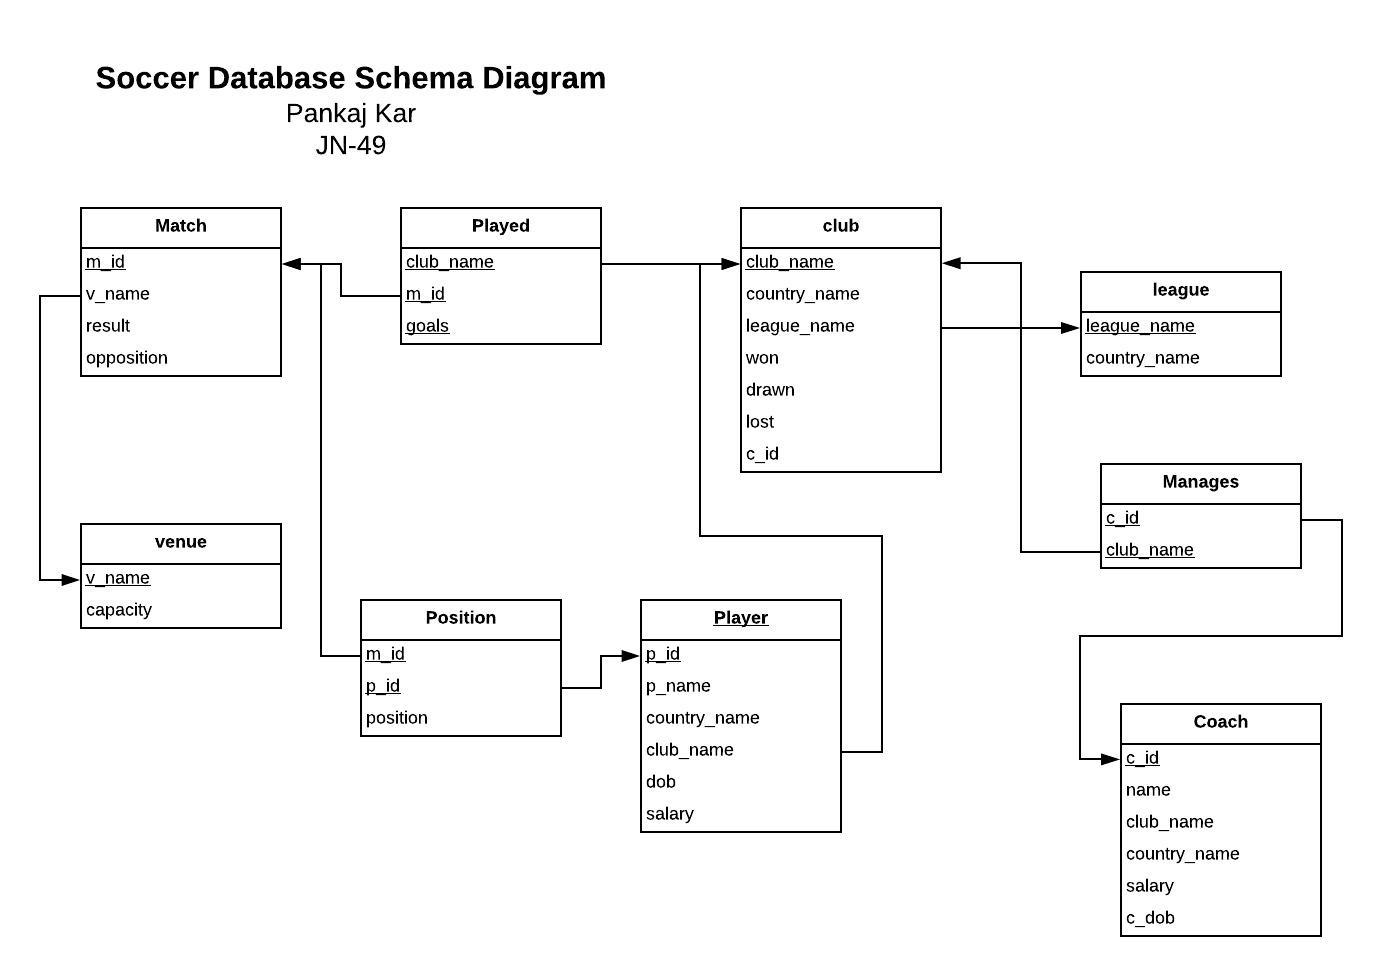 Soccer Database Schema Diagram
Pankaj Kar
JN-49
Match
m_id
v_name
result
opposition
Played
club_name
m_id
goals
club
club_name
country_name
league_name
won
drawn
lost
c_id
league
league_name
country_name
Manages
c_id
club_name
venue
v_name
capacity
Position
m_id
p_id
position
Player
p_id
p_name
country_name
club_name
dob
salary
Coach
c_id
name
club_name
country_name
salary
c_dob